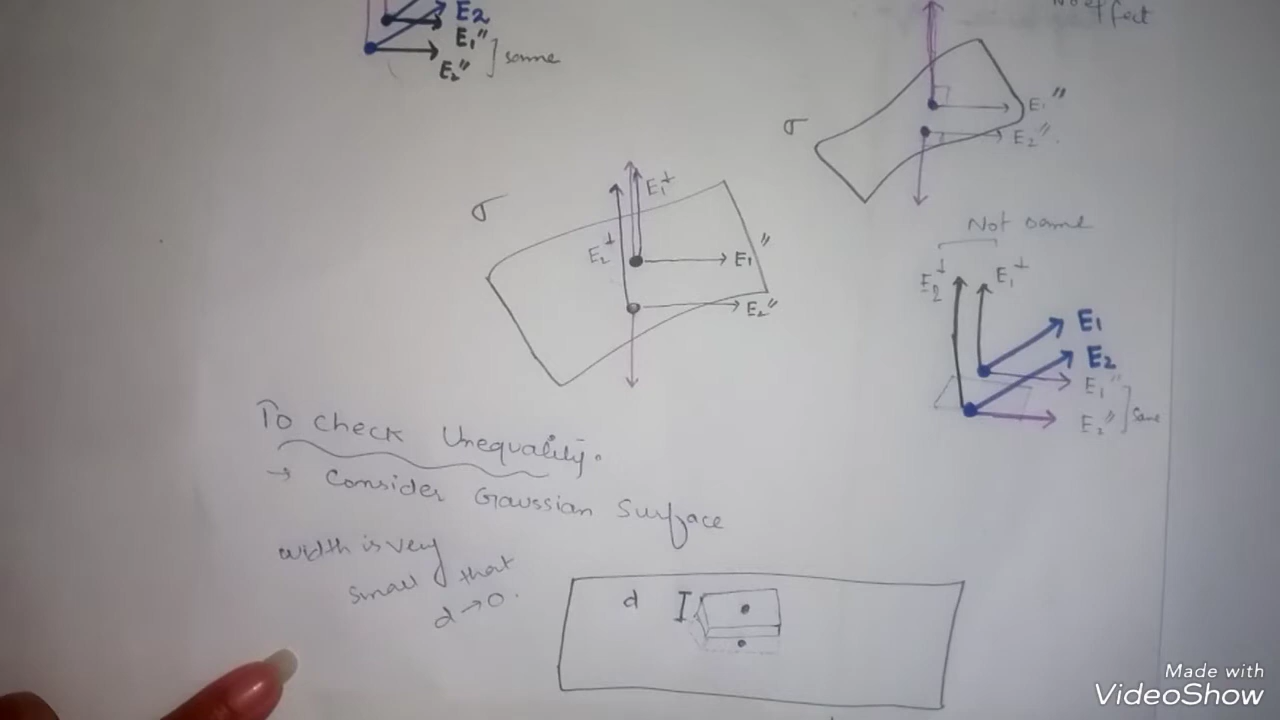 E2
E1"
E2"
same
No effect
σ
E1"
E2"
σ
E1⊥
E2⊥
E1"
E2"
Not same
E2⊥
E1⊥
E1
E2
E1"
E2"
same
To check Unequality.
→ Consider Gaussian Surface
width is very
small that
d → 0.
d
Made with
VideoShow